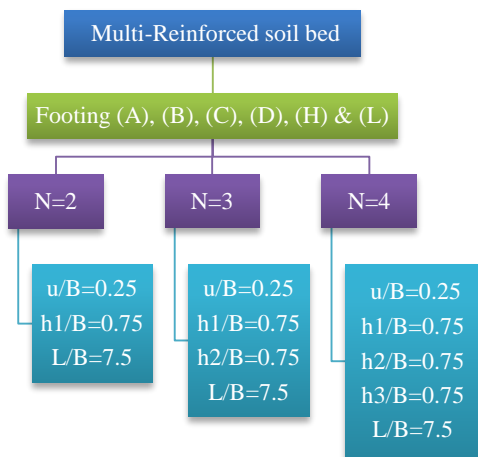 Multi-Reinforced soil bed
Footing (A), (B), (C), (D), (H) & (L)
N=2
N=3
N=4
u/B=0.25
h1/B=0.75
L/B=7.5
u/B=0.25
h1/B=0.75
h2/B=0.75
L/B=7.5
u/B=0.25
h1/B=0.75
h2/B=0.75
h3/B=0.75
L/B=7.5